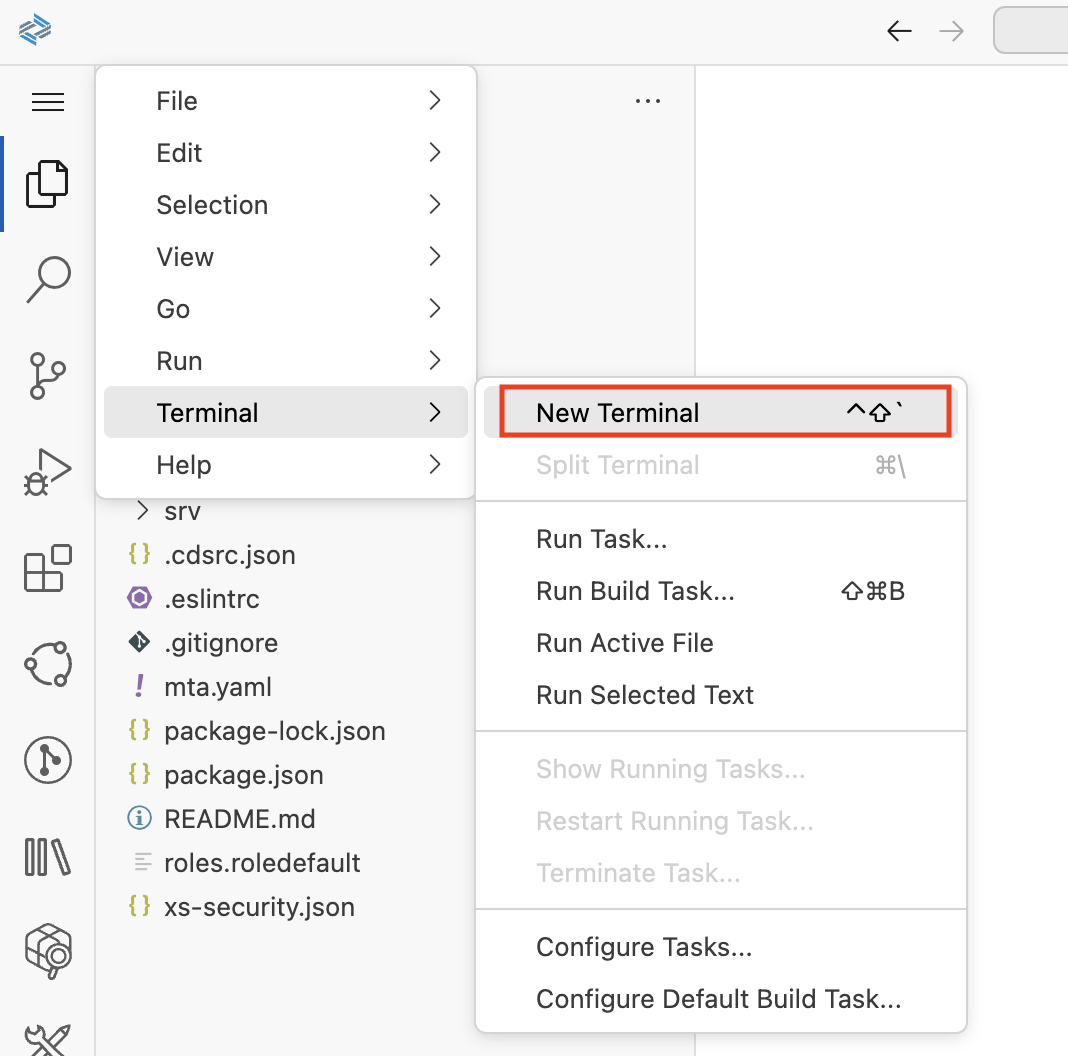 File
Edit
Selection
View
Go
Run
Terminal
Help
New Terminal ^⇧`
Split Terminal ⌘\
Run Task...
Run Build Task... ⇧⌘B
Run Active File
Run Selected Text
Show Running Tasks...
Restart Running Task...
Terminate Task...
Configure Tasks...
Configure Default Build Task...
srv
.cdsrc.json
.eslintrc
.gitignore
mta.yaml
package-lock.json
package.json
README.md
roles.roledefault
xs-security.json